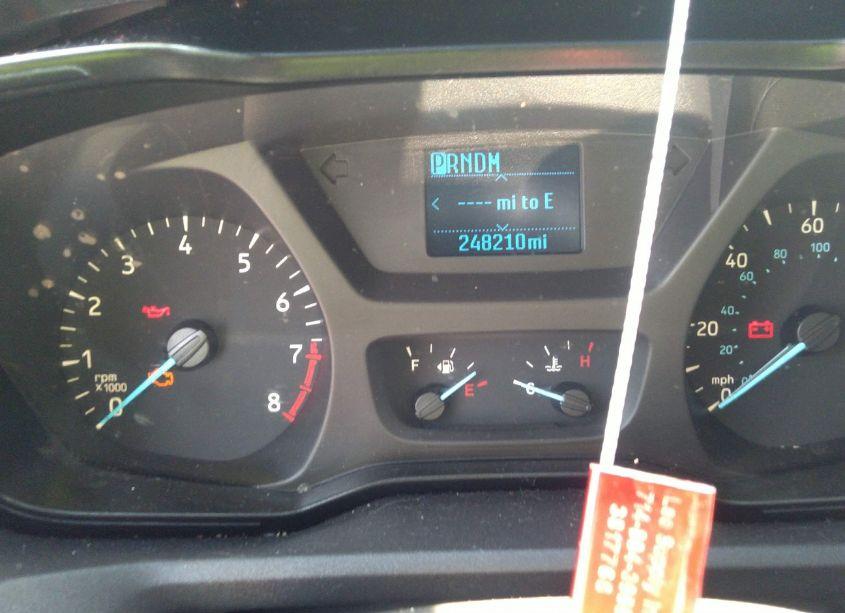 PRNDM
< ---- mi to E
248210mi
0 1 2 3 4 5 6 7 8
rpm
x1000
F E
C H
0 20 40 60
20 40 60 80 100
mph
3817786